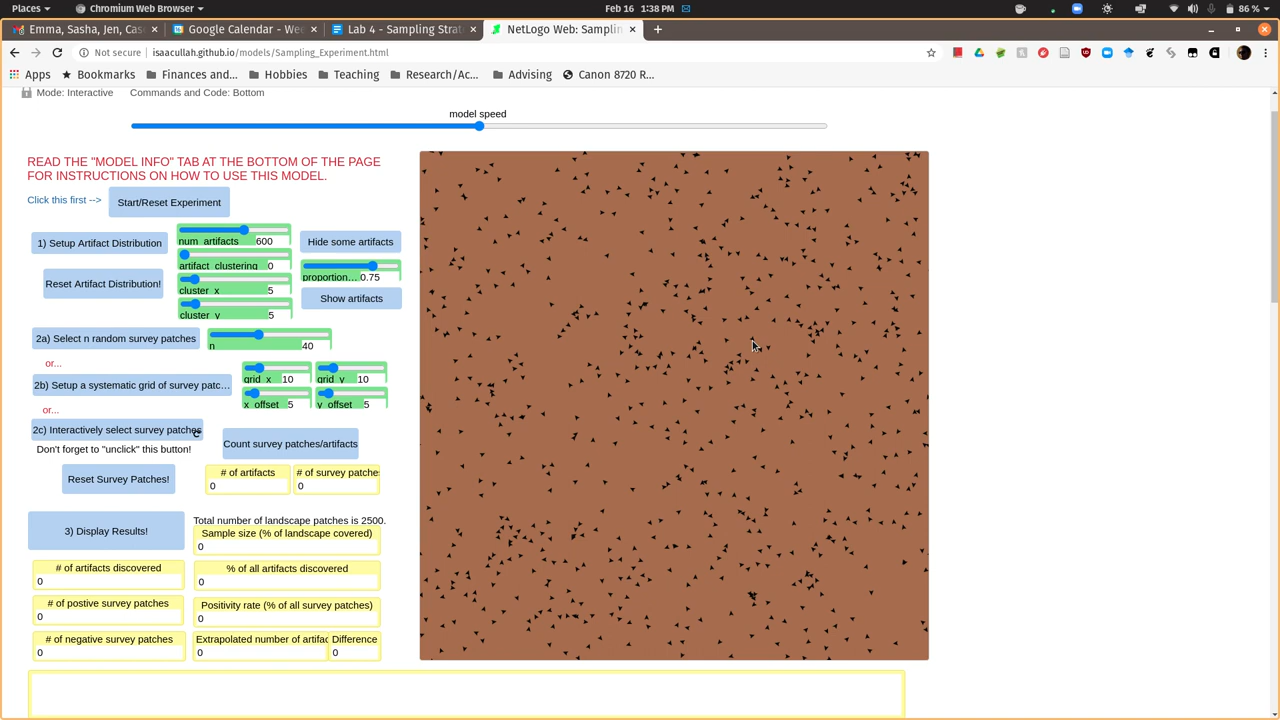 Places Chromium Web Browser Feb 16 1:38 PM 86 %
Emma, Sasha, Jen, Cas Google Calendar - Wee Lab 4 - Sampling Strat NetLogo Web: Samplin
Not secure isaacullah.github.io/models/Sampling_Experiment.html
Apps Bookmarks Finances and... Hobbies Teaching Research/Ac... Advising Canon 8720 R...
Mode: Interactive Commands and Code: Bottom
model speed
READ THE "MODEL INFO" TAB AT THE BOTTOM OF THE PAGE
FOR INSTRUCTIONS ON HOW TO USE THIS MODEL.
Click this first --> Start/Reset Experiment
1) Setup Artifact Distribution num_artifacts 600 Hide some artifacts
artifact_clustering 0 proportion... 0.75
Reset Artifact Distribution! cluster_x 5 Show artifacts
cluster_y 5
2a) Select n random survey patches n 40
or...
2b) Setup a systematic grid of survey patc... grid_x 10 grid_y 10
x_offset 5 y_offset 5
or...
2c) Interactively select survey patches C
Don't forget to "unclick" this button! Count survey patches/artifacts
Reset Survey Patches! # of artifacts # of survey patches
0 0
3) Display Results! Total number of landscape patches is 2500.
Sample size (% of landscape covered)
0
# of artifacts discovered % of all artifacts discovered
0 0
# of postive survey patches Positivity rate (% of all survey patches)
0 0
# of negative survey patches Extrapolated number of artifac Difference
0 0 0